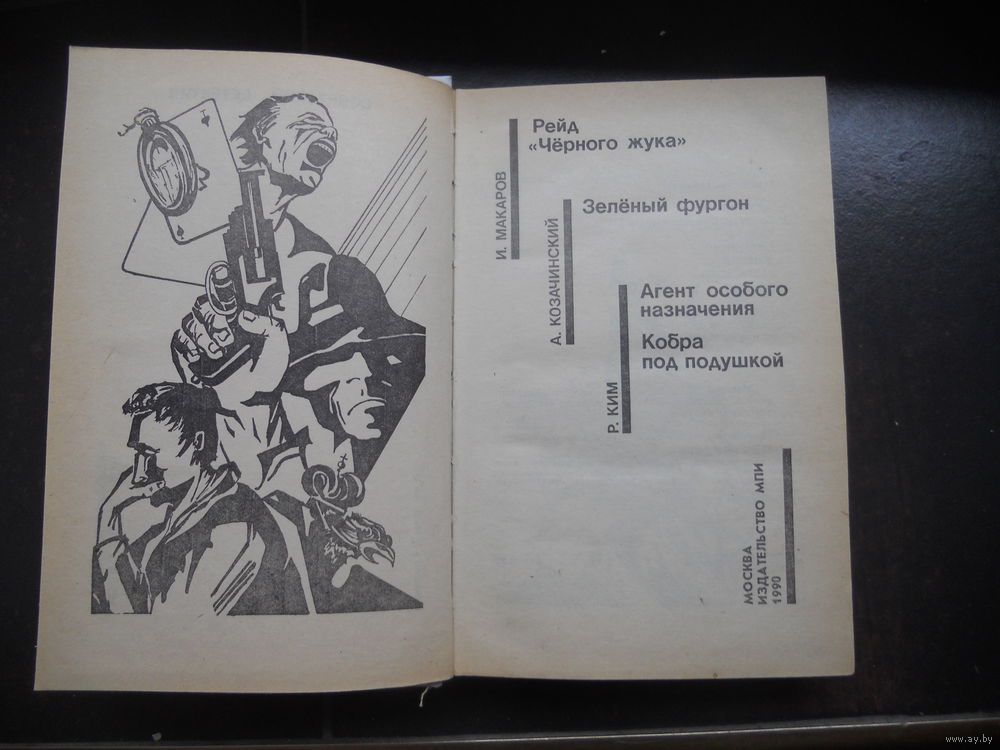 И. МАКАРОВ
Рейд
«Чёрного жука»
А. КОЗАЧИНСКИЙ
Зелёный фургон
Р. КИМ
Агент особого
назначения
Кобра
под подушкой
МОСКВА
ИЗДАТЕЛЬСТВО МПИ
1990
www.ay.by